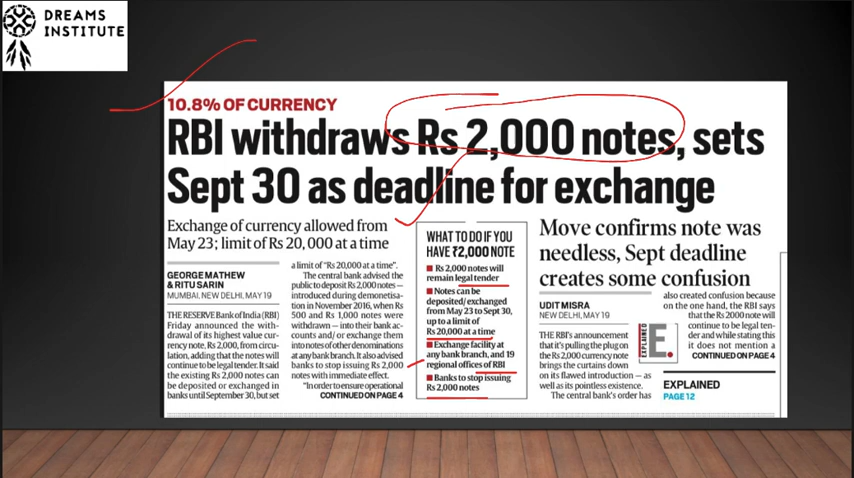 DREAMS
INSTITUTE
10.8% OF CURRENCY
RBI withdraws Rs 2,000 notes, sets
Sept 30 as deadline for exchange
Exchange of currency allowed from
May 23; limit of Rs 20,000 at a time
GEORGE MATHEW
& RITU SARIN
MUMBAI, NEW DELHI, MAY 19
THE RESERVE Bank of India (RBI)
Friday announced the with-
drawal of its highest value cur-
rency note, Rs 2,000, from circu-
lation, adding that the notes will
continue to be legal tender. It said
the existing Rs 2,000 notes can
be deposited or exchanged in
banks until September 30, but set
a limit of "Rs 20,000 at a time".
The central bank advised the
public to deposit Rs 2,000 notes —
introduced during demonetisa-
tion in November 2016, when Rs
500 and Rs 1,000 notes were
withdrawn — into their bank ac-
counts and/ or exchange them
into notes of other denominations
at any bank branch. It also advised
banks to stop issuing Rs 2,000
notes with immediate effect.
"In order to ensure operational
CONTINUED ON PAGE 4
WHAT TO DO IF YOU
HAVE ₹2,000 NOTE
Rs 2,000 notes will
remain legal tender
Notes can be
deposited/exchanged
from May 23 to Sept 30,
up to a limit of
Rs 20,000 at a time
Exchange facility at
any bank branch, and 19
regional offices of RBI
Banks to stop issuing
Rs 2,000 notes
Move confirms note was
needless, Sept deadline
creates some confusion
UDIT MISRA
NEW DELHI, MAY 19
THE RBI's announcement
that it's pulling the plug on
the Rs 2,000 currency note
brings the curtains down
on its flawed introduction — as
well as its pointless existence.
The central bank's order has
EXPLAINED
E.
also created confusion because
on the one hand, the RBI says
that the Rs 2000 note will
continue to be legal ten-
der and while stating this
it does not mention a
CONTINUED ON PAGE 4
EXPLAINED
PAGE 12